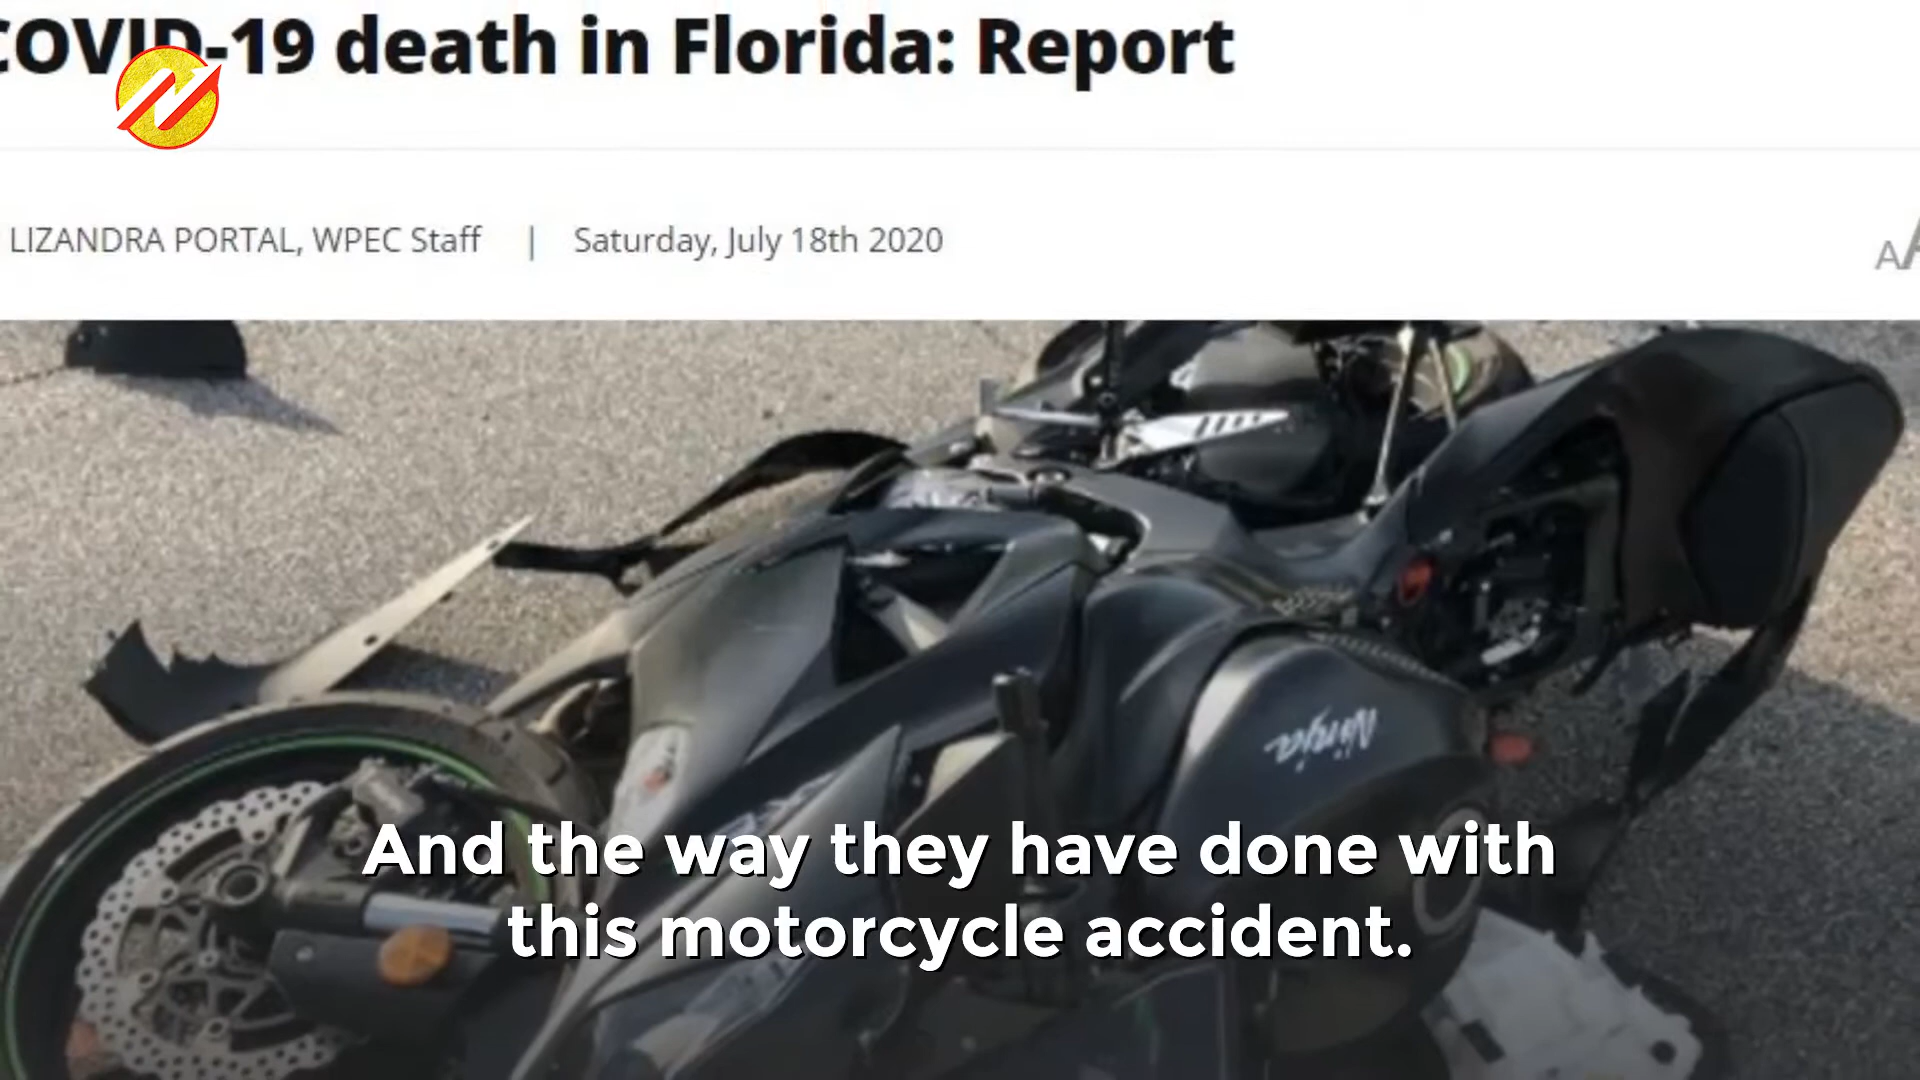 COVID-19 death in Florida: Report
LIZANDRA PORTAL, WPEC Staff | Saturday, July 18th 2020
AA
Ninja
And the way they have done with
this motorcycle accident.